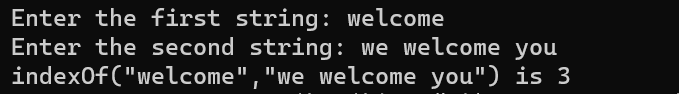 Enter the first string: welcome
Enter the second string: we welcome you
indexOf("welcome","we welcome you") is 3